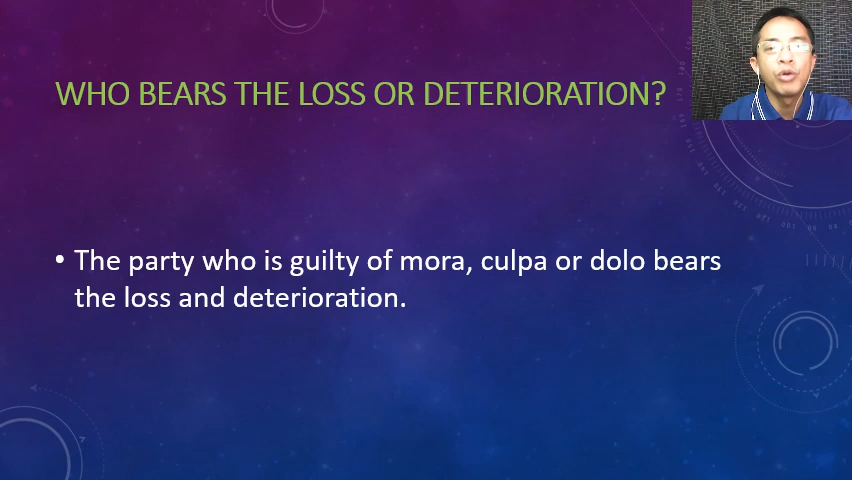 WHO BEARS THE LOSS OR DETERIORATION?
• The party who is guilty of mora, culpa or dolo bears
the loss and deterioration.